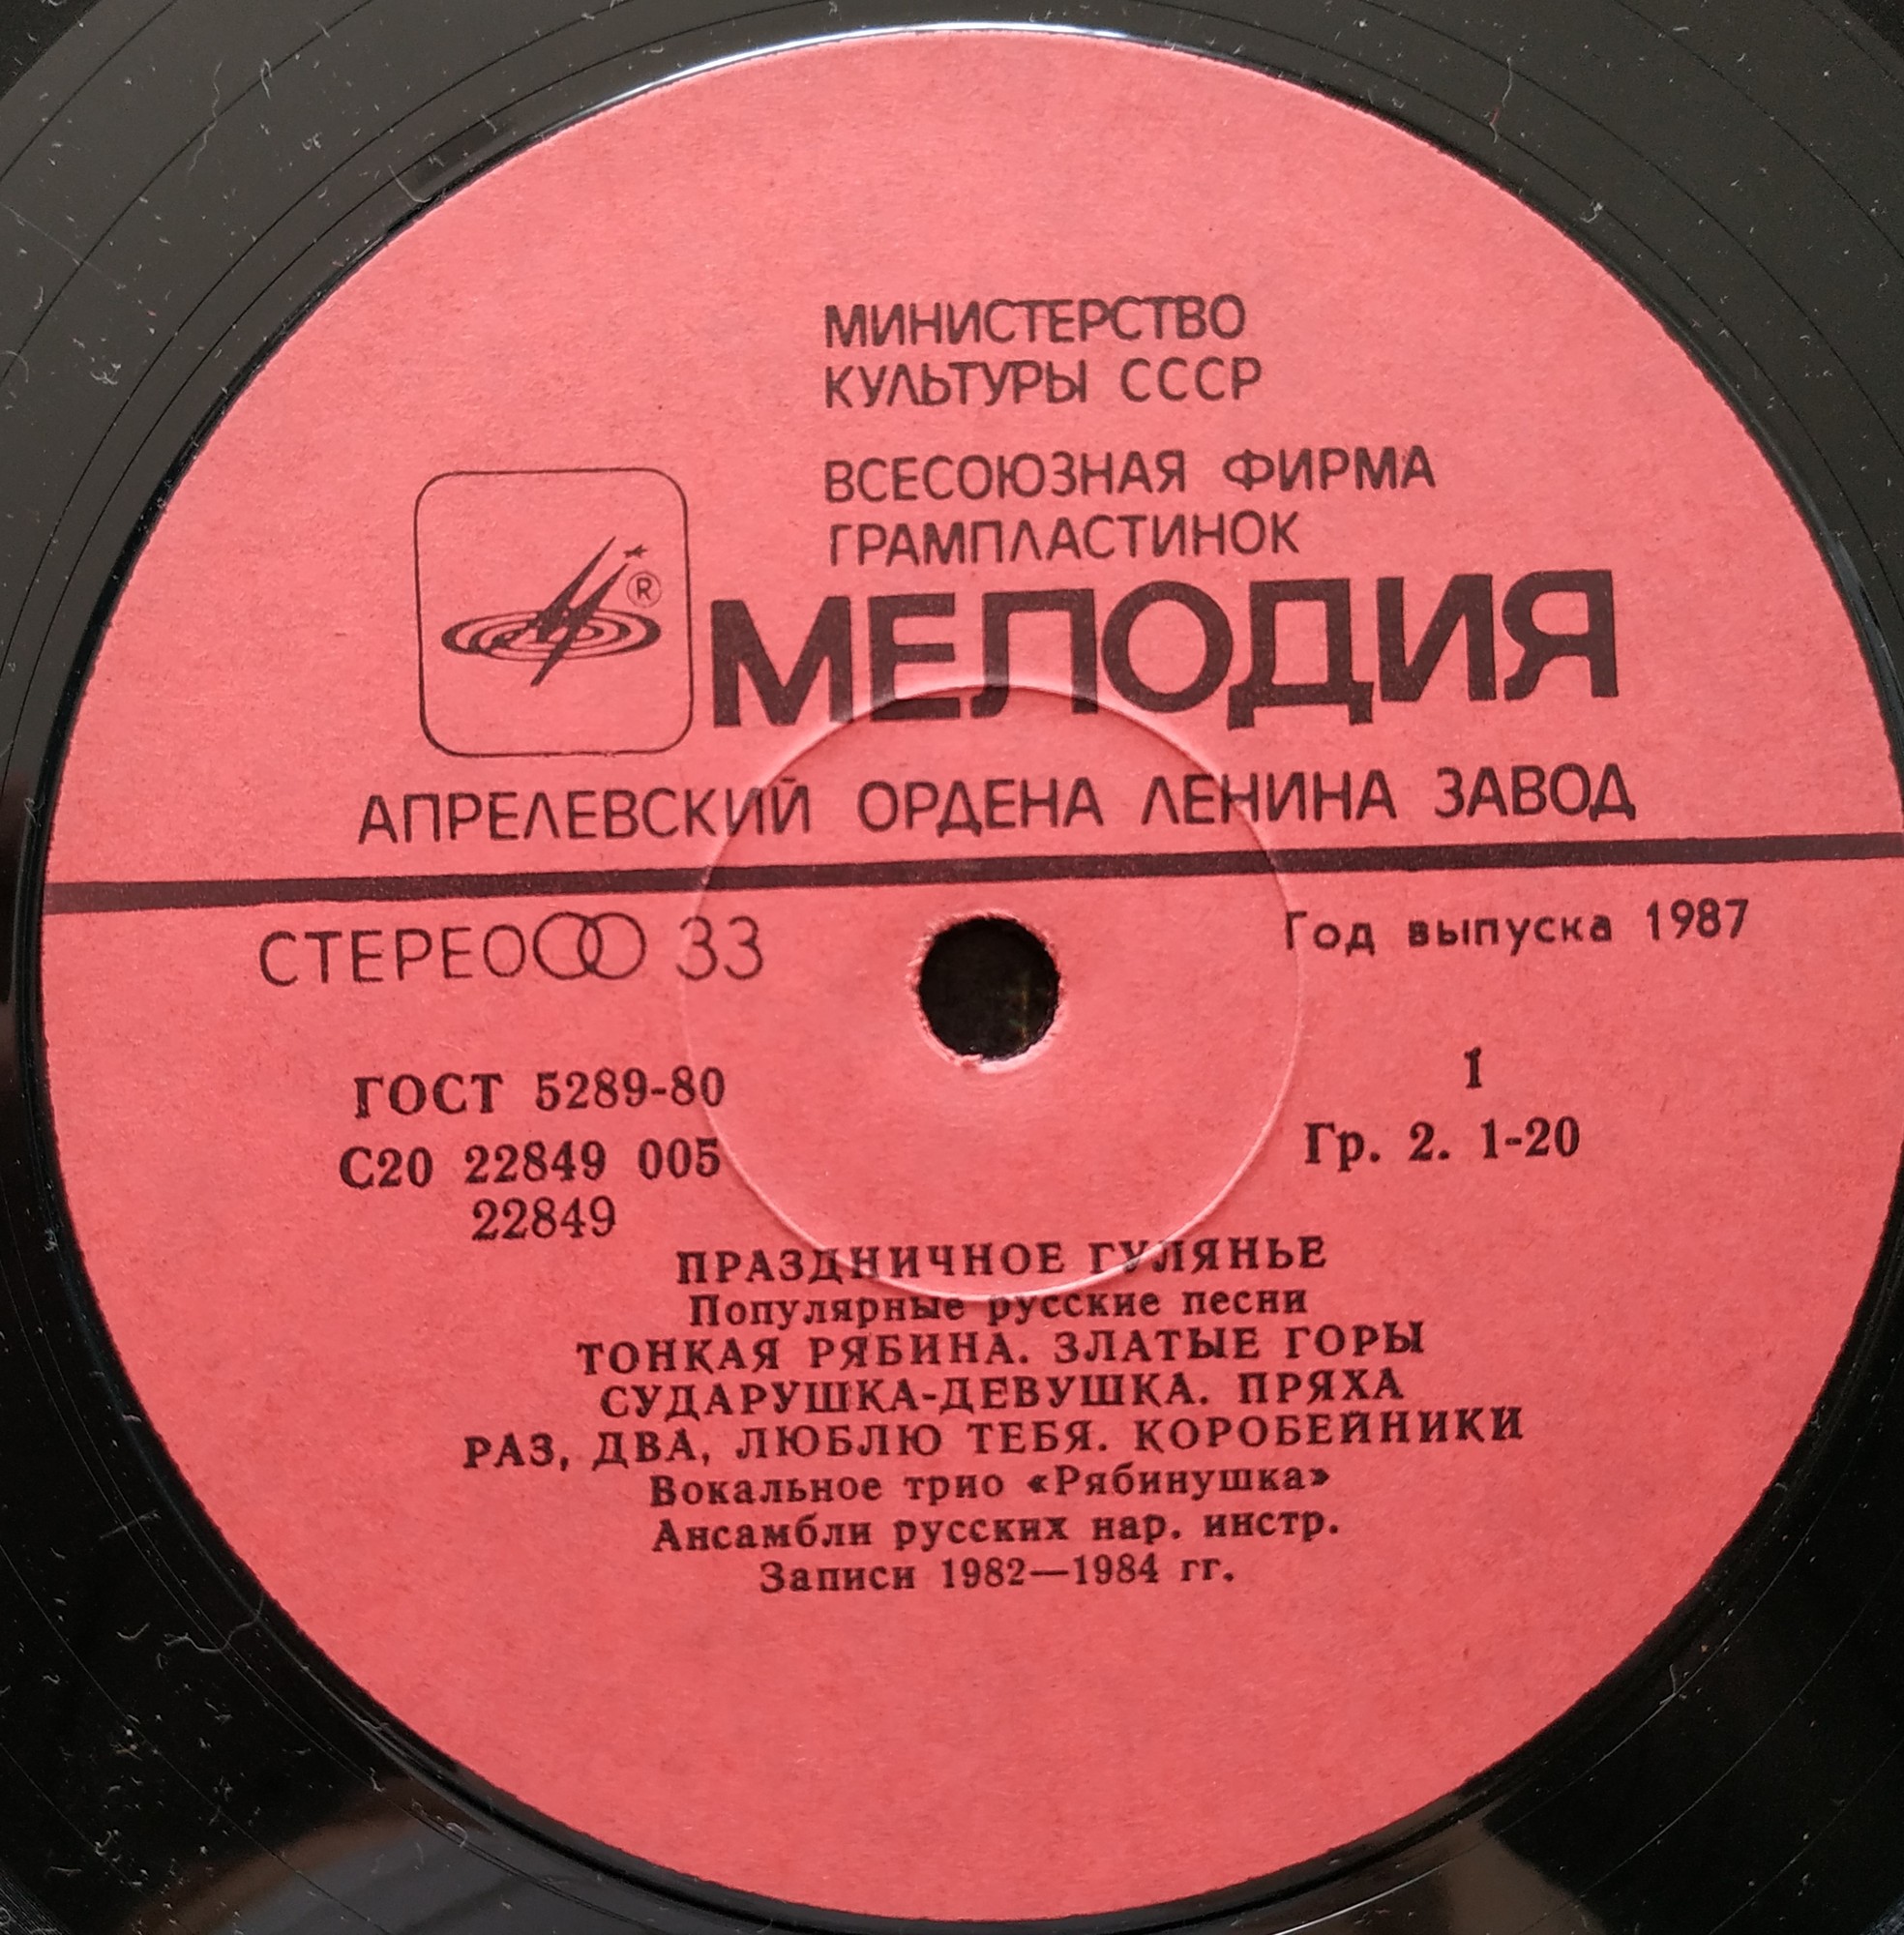 МИНИСТЕРСТВО
КУЛЬТУРЫ СССР
ВСЕСОЮЗНАЯ ФИРМА
ГРАМПЛАСТИНОК
®
МЕЛОДИЯ
АПРЕЛЕВСКИЙ ОРДЕНА ЛЕНИНА ЗАВОД
СТЕРЕО 33
Год выпуска 1987
ГОСТ 5289-80
1
С20 22849 005
Гр. 2. 1-20
22849
ПРАЗДНИЧНОЕ ГУЛЯНЬЕ
Популярные русские песни
ТОНКАЯ РЯБИНА. ЗЛАТЫЕ ГОРЫ
СУДАРУШКА-ДЕВУШКА. ПРЯХА
РАЗ, ДВА, ЛЮБЛЮ ТЕБЯ. КОРОБЕЙНИКИ
Вокальное трио «Рябинушка»
Ансамбли русских нар. инстр.
Записи 1982—1984 гг.